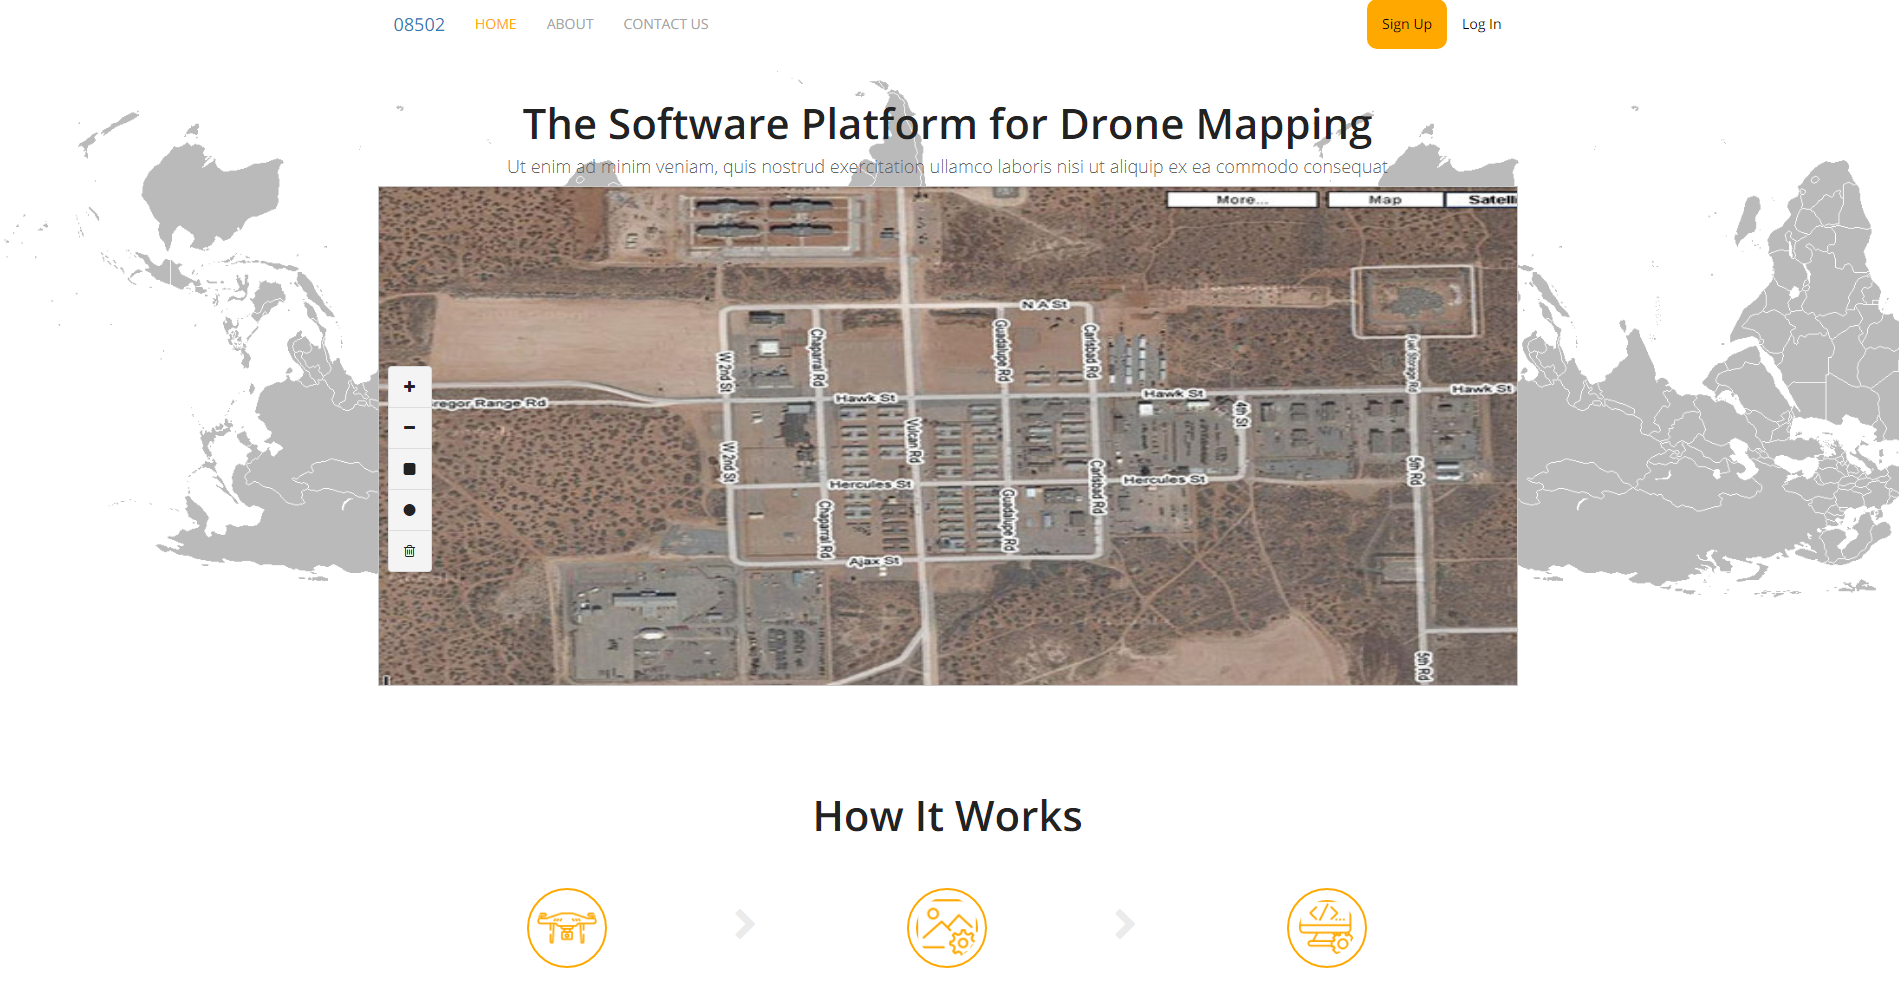 08502 HOME ABOUT CONTACT US Sign Up Log In
The Software Platform for Drone Mapping
Ut enim ad minim veniam, quis nostrud exercitation ullamco laboris nisi ut aliquip ex ea commodo consequat
More... Map Satelli
N A St
W 2nd St
Chaparral Rd
Guadalupe Rd
Carlsbad Rd
Fuel Storage Rd
Hawk St
Hawk St
Hawk St
regor Range Rd
4th St
Vulcan Rd
W 2nd St
Carlsbad Rd
5th Rd
Hercules St
Hercules St
Chaparral Rd
Guadalupe Rd
Ajax St
5th Rd
How It Works